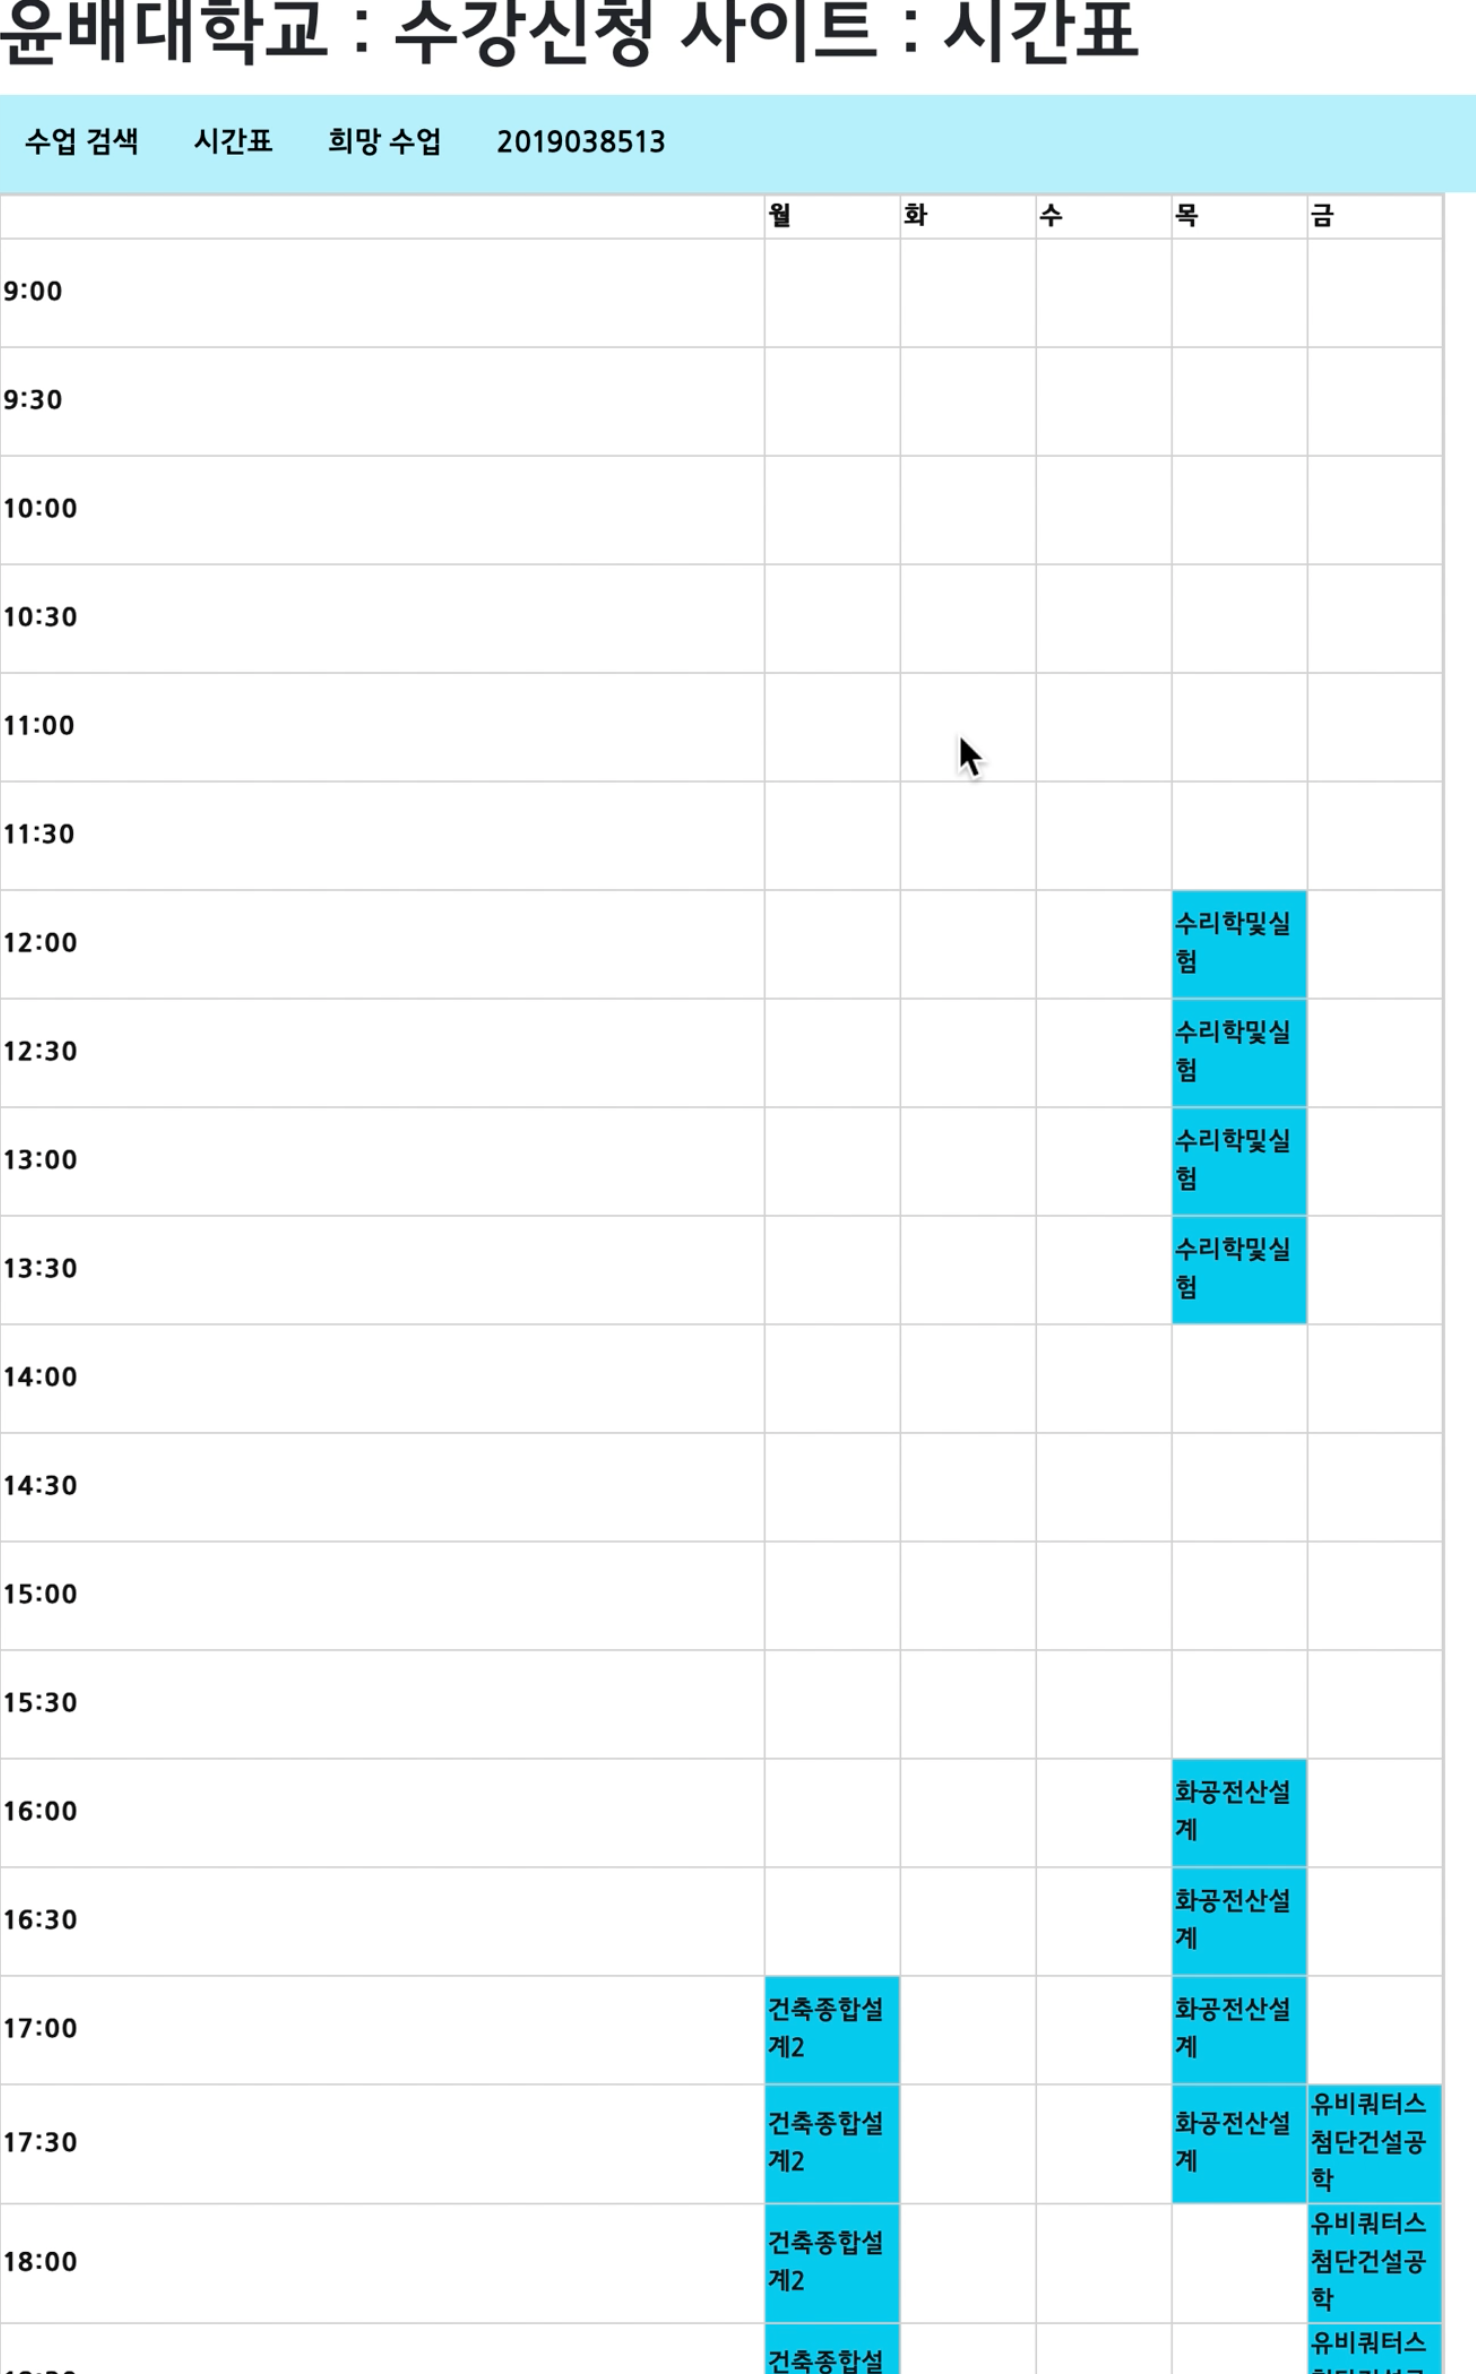 윤배대학교 : 수강신청 사이트 : 시간표
수업 검색 시간표 희망 수업 2019038513
월 화 수 목 금
9:00
9:30
10:00
10:30
11:00
11:30
12:00 수리학및실
험
12:30 수리학및실
험
13:00 수리학및실
험
13:30 수리학및실
험
14:00
14:30
15:00
15:30
16:00 화공전산설
계
16:30 화공전산설
계
17:00 건축종합설 화공전산설
계2 계
17:30 건축종합설 화공전산설 유비쿼터스
계2 계 첨단건설공
학
18:00 건축종합설 유비쿼터스
계2 첨단건설공
학
건축종합설 유비쿼터스